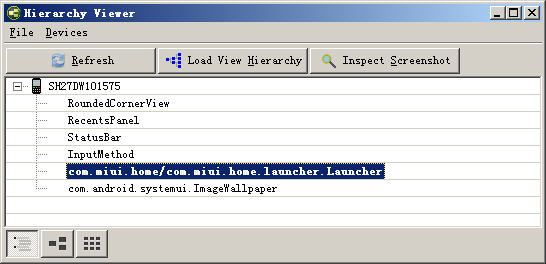 Hierarchy Viewer
File Devices
Refresh Load View Hierarchy Inspect Screenshot
SH27DW101575
RoundedCornerView
RecentsPanel
StatusBar
InputMethod
com.miui.home/com.miui.home.launcher.Launcher
com.android.systemui.ImageWallpaper